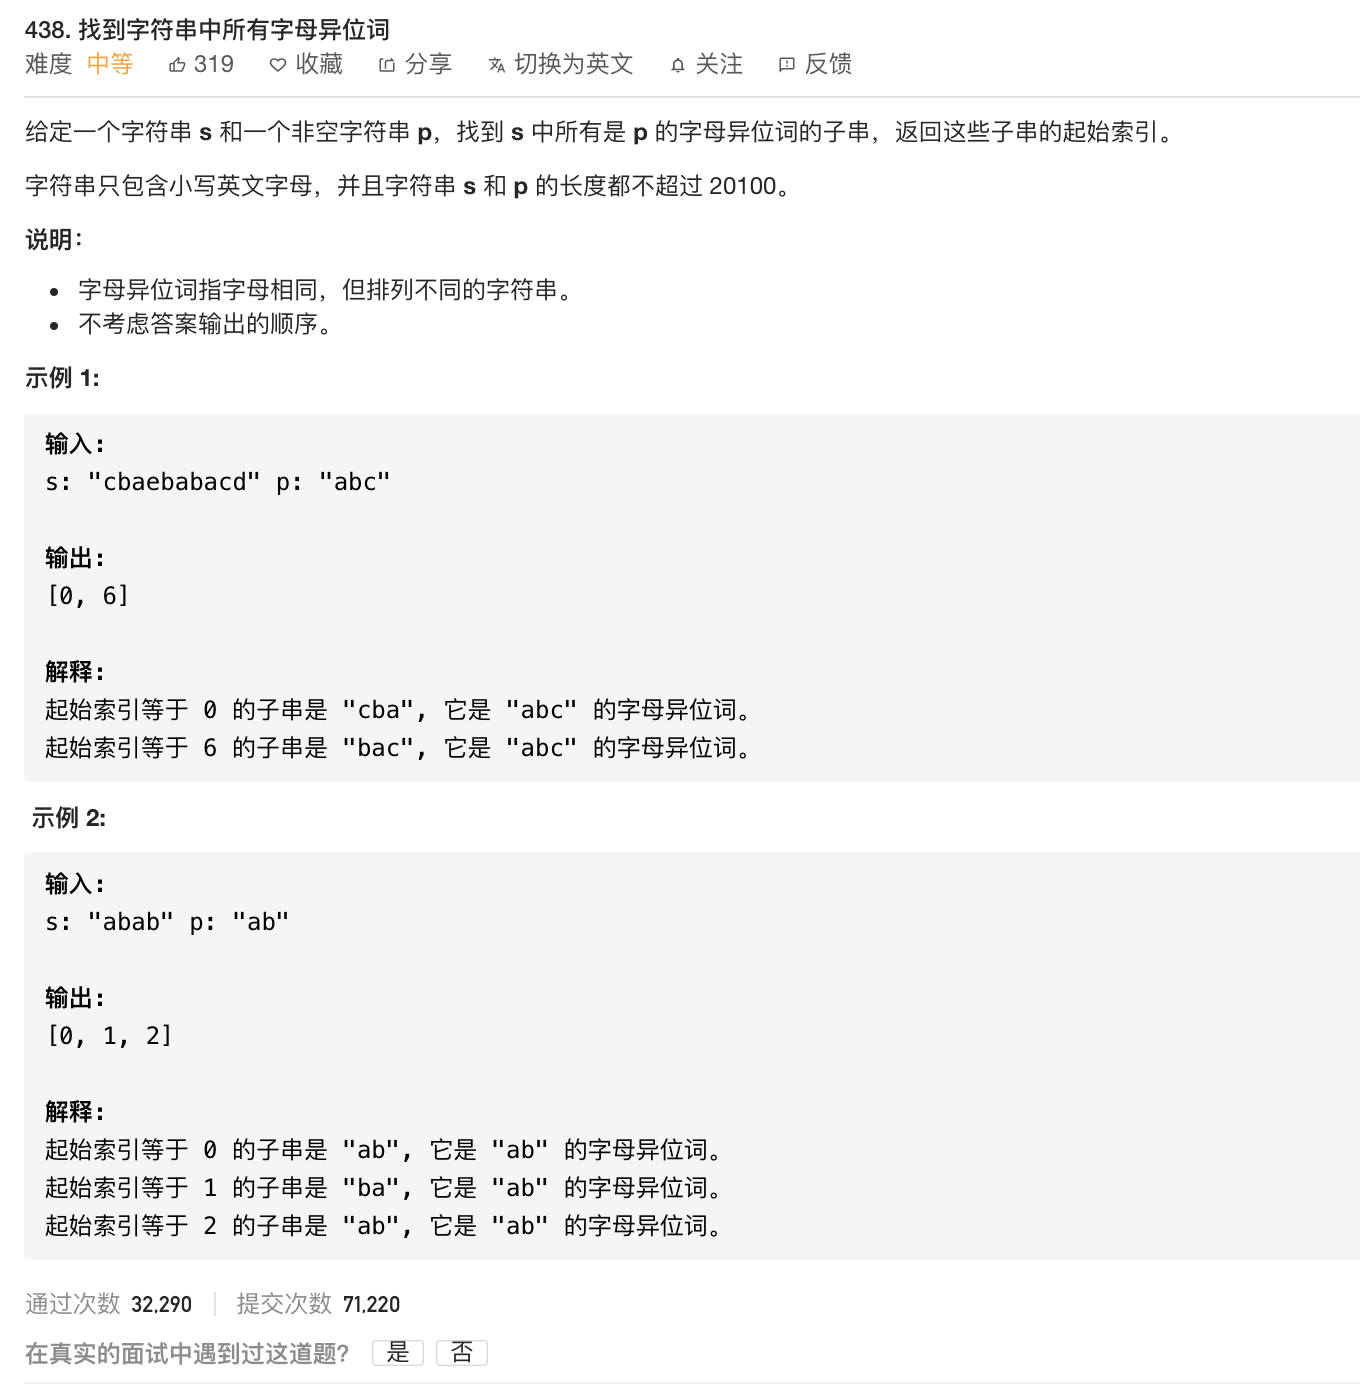 438. 找到字符串中所有字母异位词
难度 中等 319 收藏 分享 切换为英文 关注 反馈
给定一个字符串 s 和一个非空字符串 p，找到 s 中所有是 p 的字母异位词的子串，返回这些子串的起始索引。
字符串只包含小写英文字母，并且字符串 s 和 p 的长度都不超过 20100。
说明：
• 字母异位词指字母相同，但排列不同的字符串。
• 不考虑答案输出的顺序。
示例 1:
输入:
s: "cbaebabacd" p: "abc"
输出:
[0, 6]
解释:
起始索引等于 0 的子串是 "cba", 它是 "abc" 的字母异位词。
起始索引等于 6 的子串是 "bac", 它是 "abc" 的字母异位词。
示例 2:
输入:
s: "abab" p: "ab"
输出:
[0, 1, 2]
解释:
起始索引等于 0 的子串是 "ab", 它是 "ab" 的字母异位词。
起始索引等于 1 的子串是 "ba", 它是 "ab" 的字母异位词。
起始索引等于 2 的子串是 "ab", 它是 "ab" 的字母异位词。
通过次数 32,290 提交次数 71,220
在真实的面试中遇到过这道题? 是 否